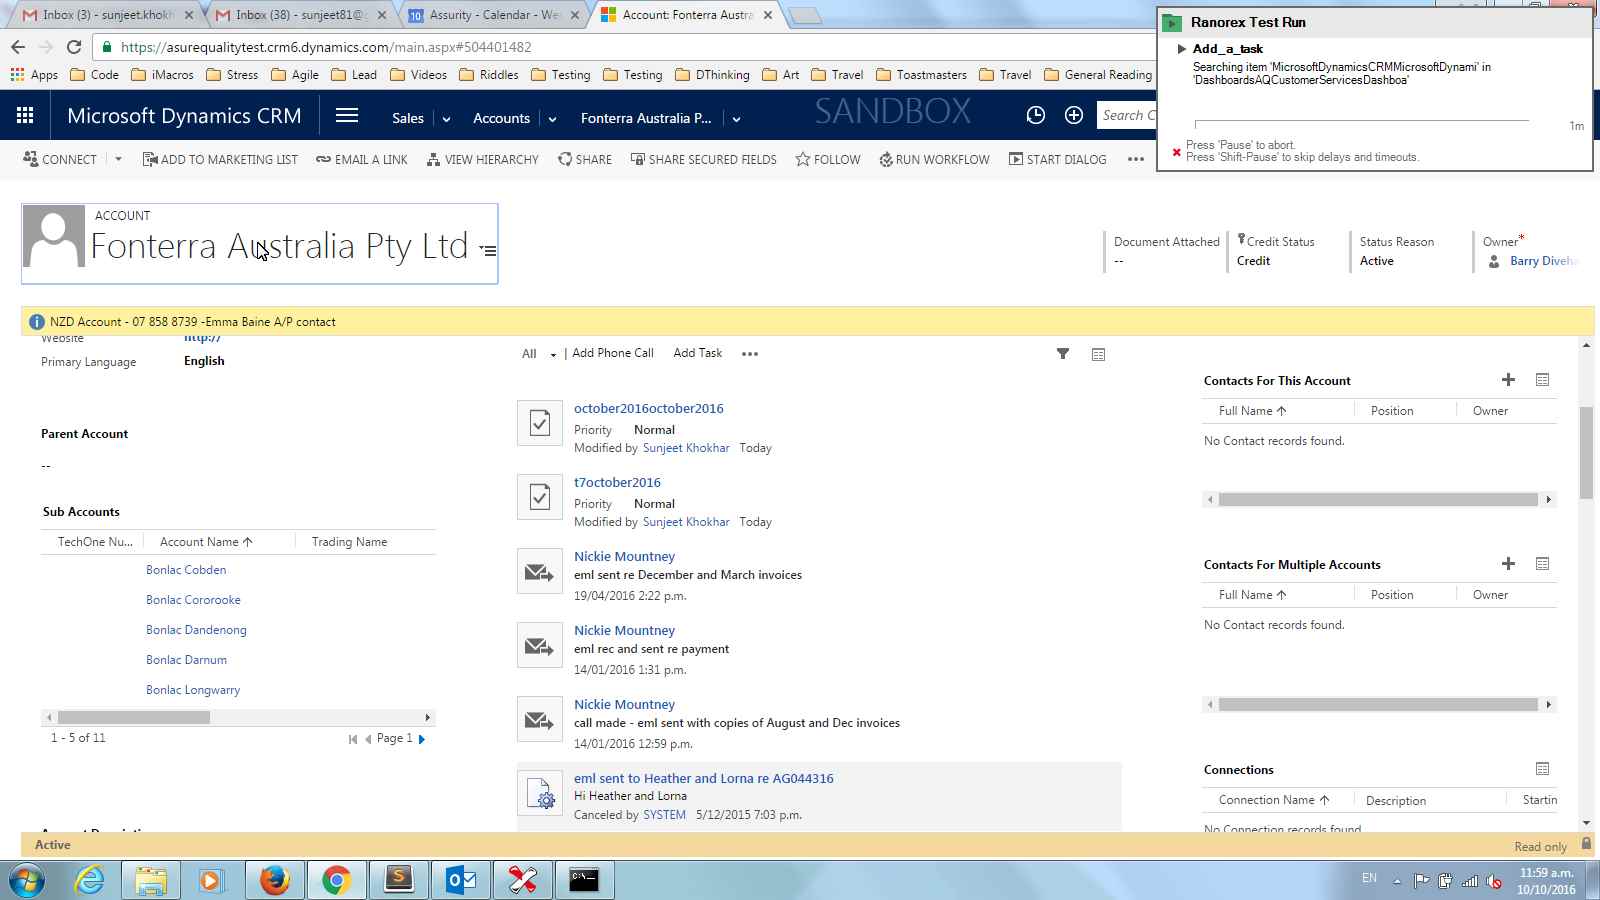 Inbox (3) - sunjeet.khokh
Inbox (38) - sunjeet81@g
Assurity - Calendar - We
Account: Fonterra Austra
Ranorex Test Run
Add_a_task
Searching item 'MicrosoftDynamicsCRMMicrosoftDynami' in
'DashboardsAQCustomerServicesDashboa'
1m
Press 'Pause' to abort.
Press 'Shift-Pause' to skip delays and timeouts.
https://asurequalitytest.crm6.dynamics.com/main.aspx#504401482
Apps Code iMacros Stress Agile Lead Videos Riddles Testing Testing DThinking Art Travel Toastmasters Travel General Reading
Microsoft Dynamics CRM Sales Accounts Fonterra Australia P... SANDBOX Search C
CONNECT ADD TO MARKETING LIST EMAIL A LINK VIEW HIERARCHY SHARE SHARE SECURED FIELDS FOLLOW RUN WORKFLOW START DIALOG
ACCOUNT
Fonterra Australia Pty Ltd
Document Attached
--
Credit Status
Credit
Status Reason
Active
Owner*
Barry Diveha
NZD Account - 07 858 8739 -Emma Baine A/P contact
Website http://
Primary Language English
Parent Account
--
Sub Accounts
TechOne Nu... Account Name Trading Name
Bonlac Cobden
Bonlac Cororooke
Bonlac Dandenong
Bonlac Darnum
Bonlac Longwarry
1 - 5 of 11 Page 1
All | Add Phone Call Add Task
october2016october2016
Priority Normal
Modified by Sunjeet Khokhar Today
t7october2016
Priority Normal
Modified by Sunjeet Khokhar Today
Nickie Mountney
eml sent re December and March invoices
19/04/2016 2:22 p.m.
Nickie Mountney
eml rec and sent re payment
14/01/2016 1:31 p.m.
Nickie Mountney
call made - eml sent with copies of August and Dec invoices
14/01/2016 12:59 p.m.
eml sent to Heather and Lorna re AG044316
Hi Heather and Lorna
Canceled by SYSTEM 5/12/2015 7:03 p.m.
Contacts For This Account
Full Name Position Owner
No Contact records found.
Contacts For Multiple Accounts
Full Name Position Owner
No Contact records found.
Connections
Connection Name Description Startin
No Connection records found
Active
Read only
EN
11:59 a.m.
10/10/2016